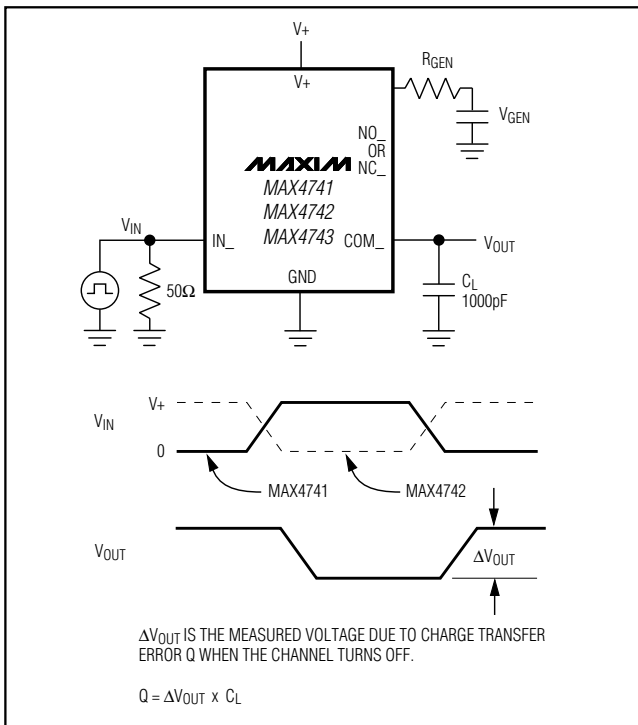 V+
V+
RGEN
VGEN
NO_
OR
NC_
MAXIM
MAX4741
MAX4742
MAX4743
VIN
IN_
COM_
VOUT
50Ω
GND
CL
1000pF
VIN
V+
0
MAX4741
MAX4742
VOUT
ΔVOUT
ΔVOUT IS THE MEASURED VOLTAGE DUE TO CHARGE TRANSFER
ERROR Q WHEN THE CHANNEL TURNS OFF.
Q = ΔVOUT x CL